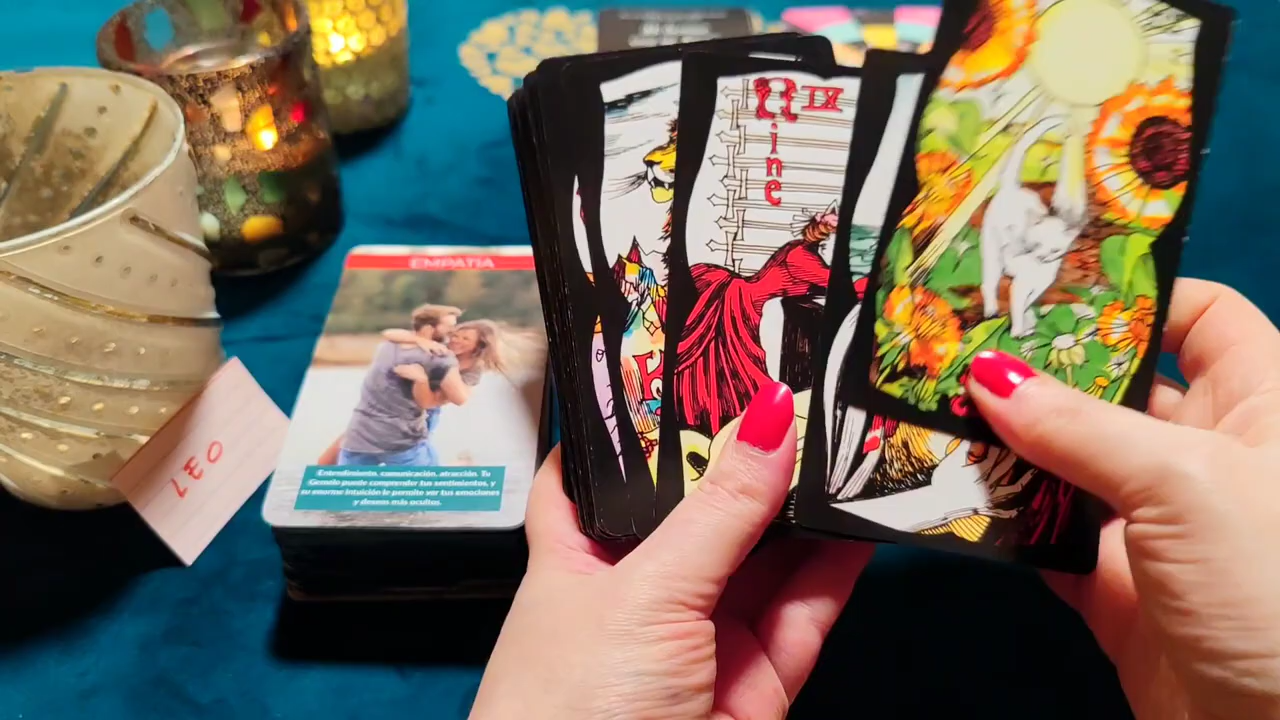 EMPATIA
Entendimiento, comunicación, atracción. Tu
Gemelo puede comprender tus sentimientos, y
su enorme intuición le permite ver tus emociones
y deseos más ocultos.
LEO
Nine IX